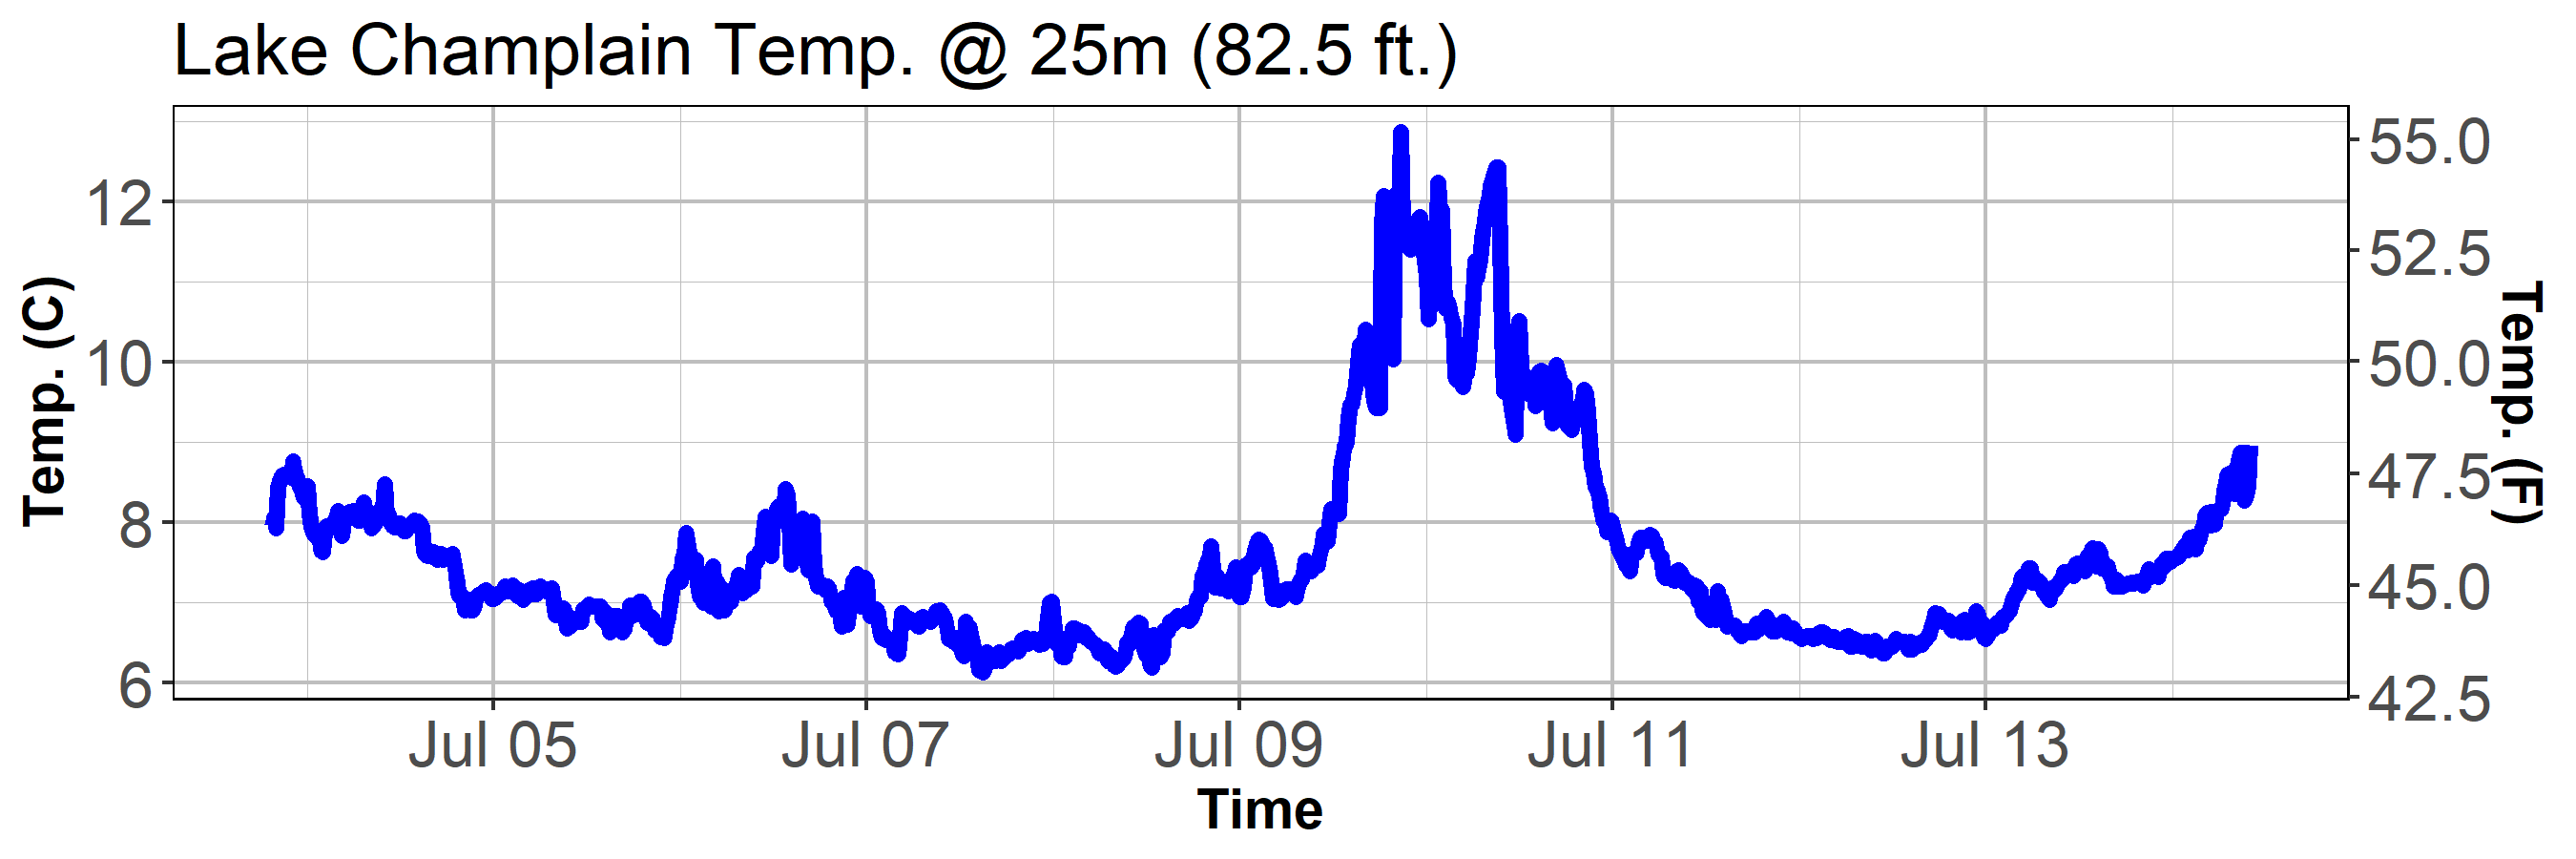 Lake Champlain Temp. @ 25m (82.5 ft.)
Temp. (C)
12
10
8
6
55.0
52.5
50.0
47.5
45.0
42.5
Temp. (F)
Jul 05 Jul 07 Jul 09 Jul 11 Jul 13
Time